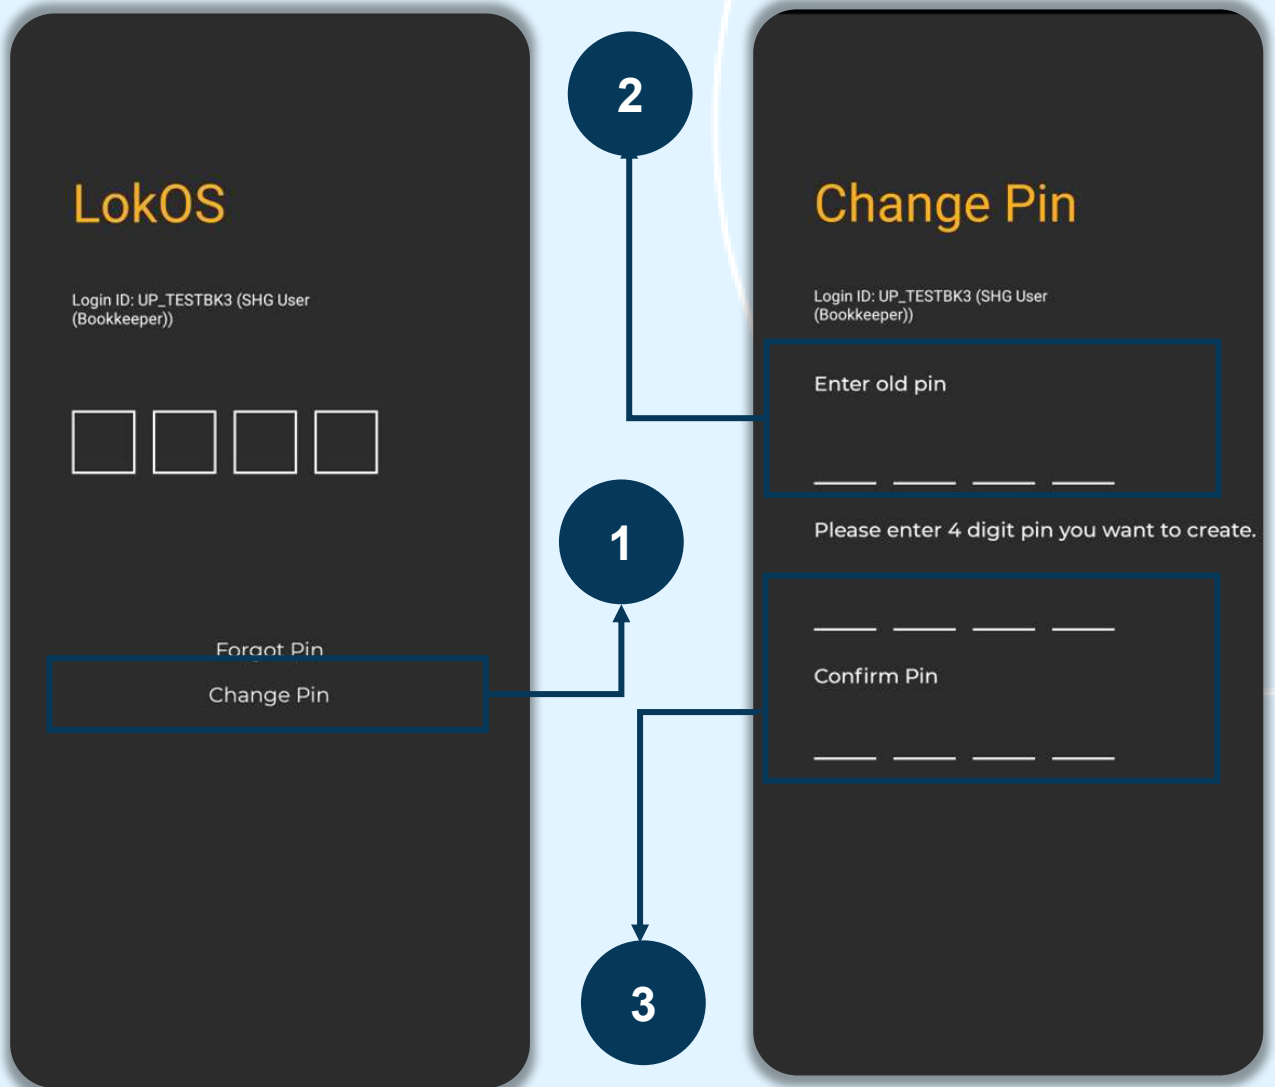 LokOS
Login ID: UP_TESTBK3 (SHG User
(Bookkeeper))
Forgot Pin
Change Pin
2
1
3
Change Pin
Login ID: UP_TESTBK3 (SHG User
(Bookkeeper))
Enter old pin
Please enter 4 digit pin you want to create.
Confirm Pin